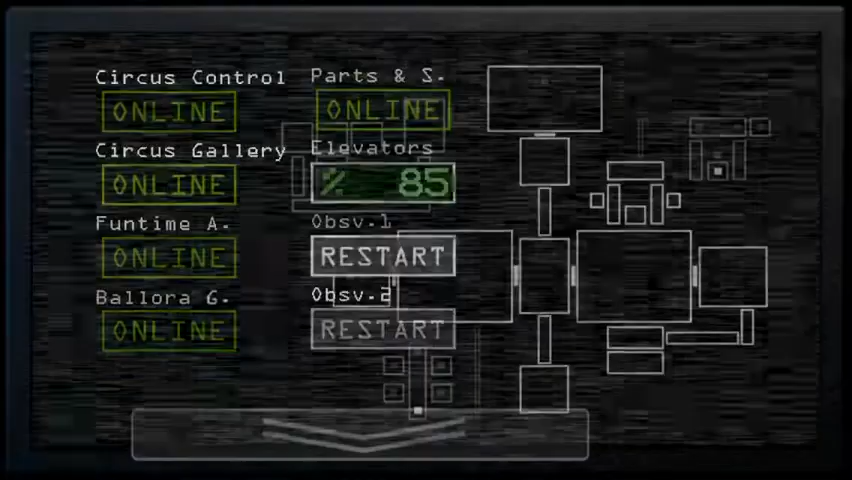 Circus Control
ONLINE
Circus Gallery
ONLINE
Funtime A.
ONLINE
Ballora G.
ONLINE
Parts & S.
ONLINE
Elevators
% 85
Obsv.1
RESTART
Obsv.2
RESTART